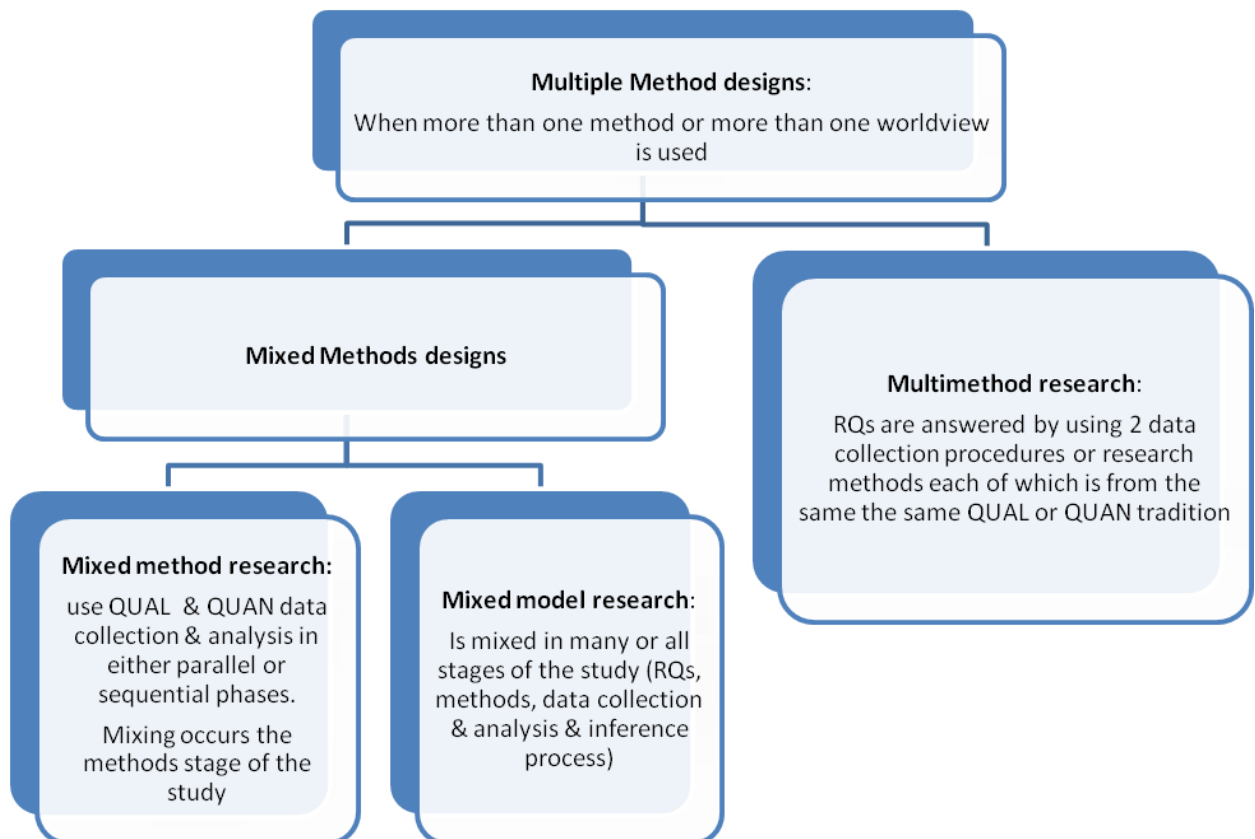 Multiple Method designs:
When more than one method or more than one worldview
is used
Mixed Methods designs
Multimethod research:
RQs are answered by using 2 data
collection procedures or research
methods each of which is from the
same the same QUAL or QUAN tradition
Mixed method research:
use QUAL & QUAN data
collection & analysis in
either parallel or
sequential phases.
Mixing occurs the
methods stage of the
study
Mixed model research:
Is mixed in many or all
stages of the study (RQs,
methods, data collection
& analysis & inference
process)